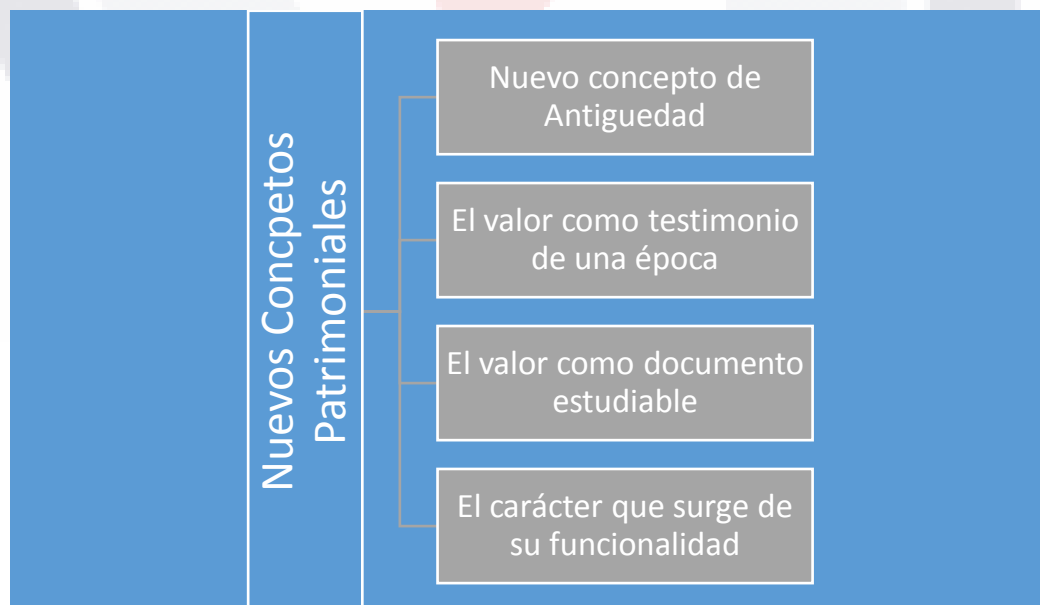 Nuevos Concpetos
Patrimoniales
Nuevo concepto de
Antiguedad
El valor como testimonio
de una época
El valor como documento
estudiable
El carácter que surge de
su funcionalidad